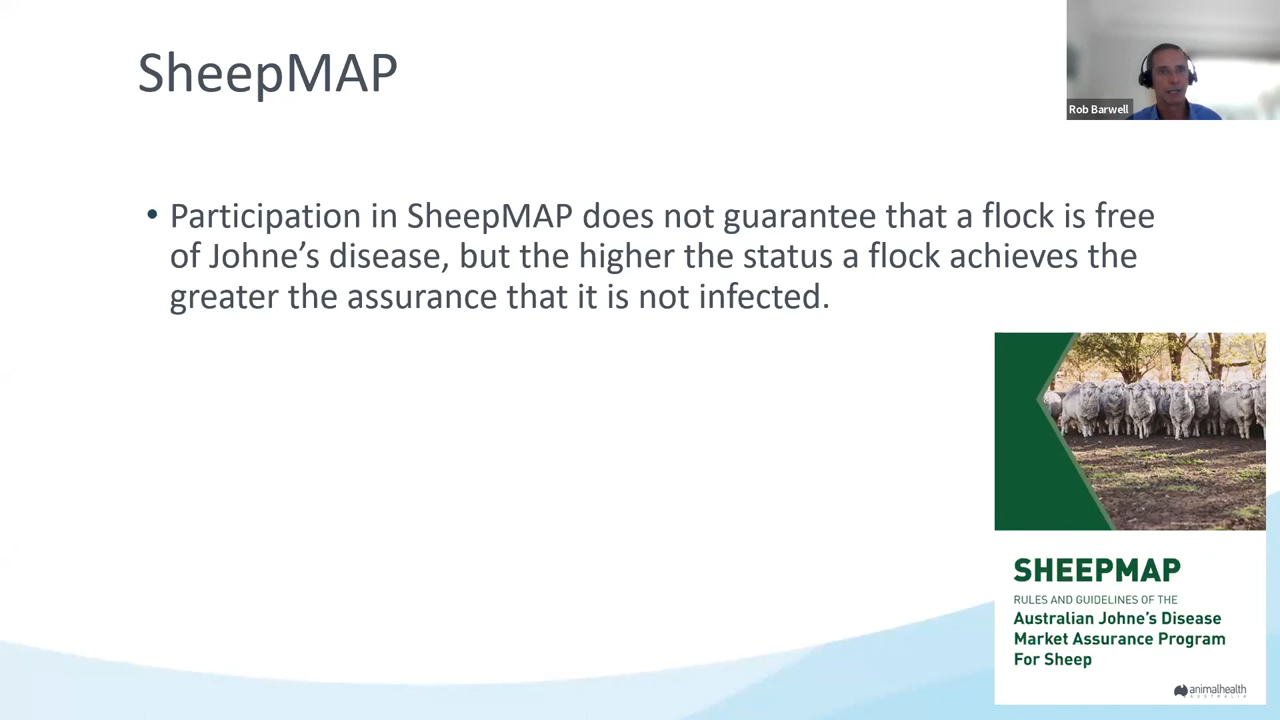 SheepMAP
Rob Barwell
• Participation in SheepMAP does not guarantee that a flock is free
of Johne’s disease, but the higher the status a flock achieves the
greater the assurance that it is not infected.
SHEEPMAP
RULES AND GUIDELINES OF THE
Australian Johne’s Disease
Market Assurance Program
For Sheep
animalhealth
AUSTRALIA